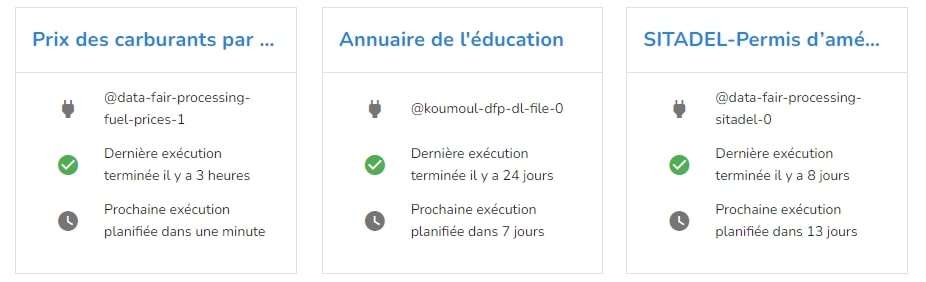 Prix des carburants par ...
@data-fair-processing-
fuel-prices-1
Dernière exécution
terminée il y a 3 heures
Prochaine exécution
planifiée dans une minute
Annuaire de l'éducation
@koumoul-dfp-dl-file-0
Dernière exécution
terminée il y a 24 jours
Prochaine exécution
planifiée dans 7 jours
SITADEL-Permis d’amé...
@data-fair-processing-
sitadel-0
Dernière exécution
terminée il y a 8 jours
Prochaine exécution
planifiée dans 13 jours